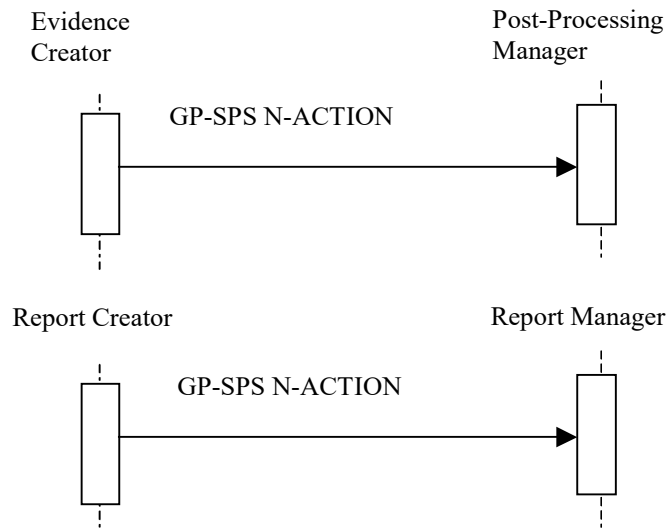 Evidence
Creator
Post-Processing
Manager
GP-SPS N-ACTION
Report Creator
Report Manager
GP-SPS N-ACTION